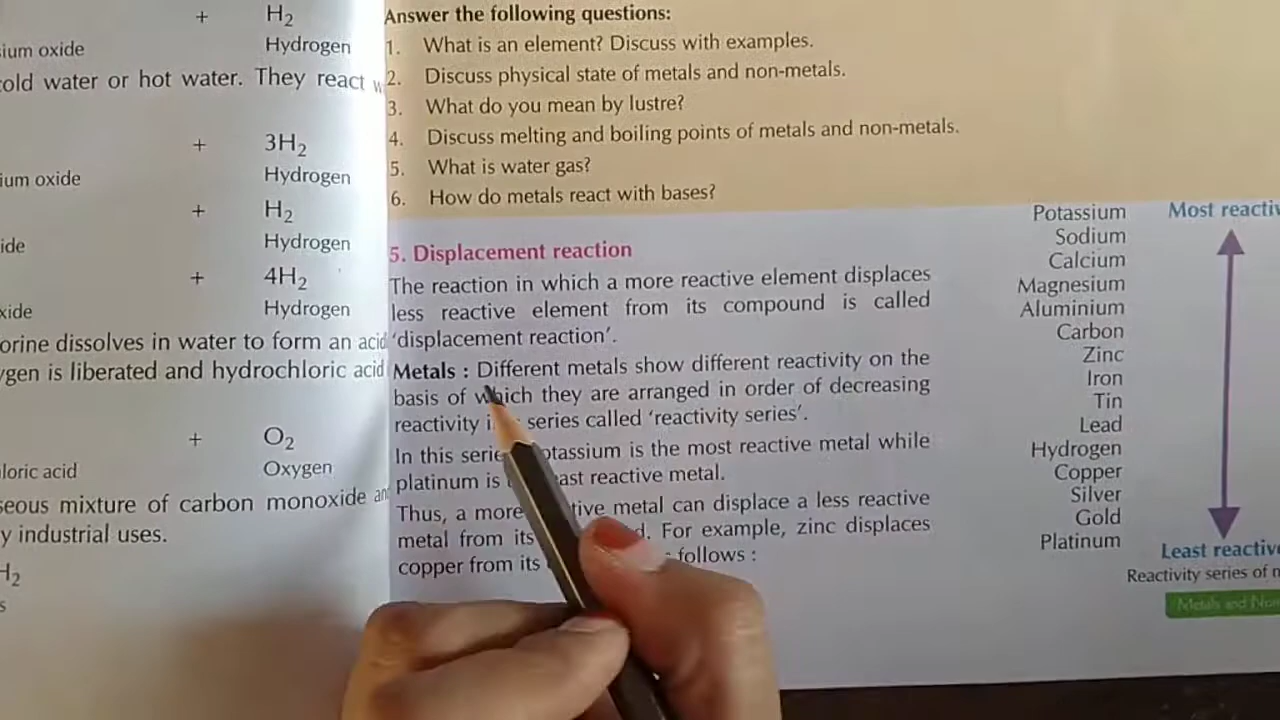 + H₂
ium oxide Hydrogen
cold water or hot water. They react w
+ 3H₂
ium oxide Hydrogen
+ H₂
ide Hydrogen
+ 4H₂
xide Hydrogen
orine dissolves in water to form an acid
ygen is liberated and hydrochloric acid
+ O₂
loric acid Oxygen
seous mixture of carbon monoxide an
y industrial uses.
H₂
s
Answer the following questions:
1. What is an element? Discuss with examples.
2. Discuss physical state of metals and non-metals.
3. What do you mean by lustre?
4. Discuss melting and boiling points of metals and non-metals.
5. What is water gas?
6. How do metals react with bases?
5. Displacement reaction
The reaction in which a more reactive element displaces
less reactive element from its compound is called
'displacement reaction'.
Metals : Different metals show different reactivity on the
basis of which they are arranged in order of decreasing
reactivity i series called 'reactivity series'.
In this serie otassium is the most reactive metal while
platinum is ast reactive metal.
Thus, a more tive metal can displace a less reactive
metal from its d. For example, zinc displaces
copper from its follows :
Potassium
Sodium
Calcium
Magnesium
Aluminium
Carbon
Zinc
Iron
Tin
Lead
Hydrogen
Copper
Silver
Gold
Platinum
Most reactiv
Least reactive
Reactivity series of m
Metals and Non